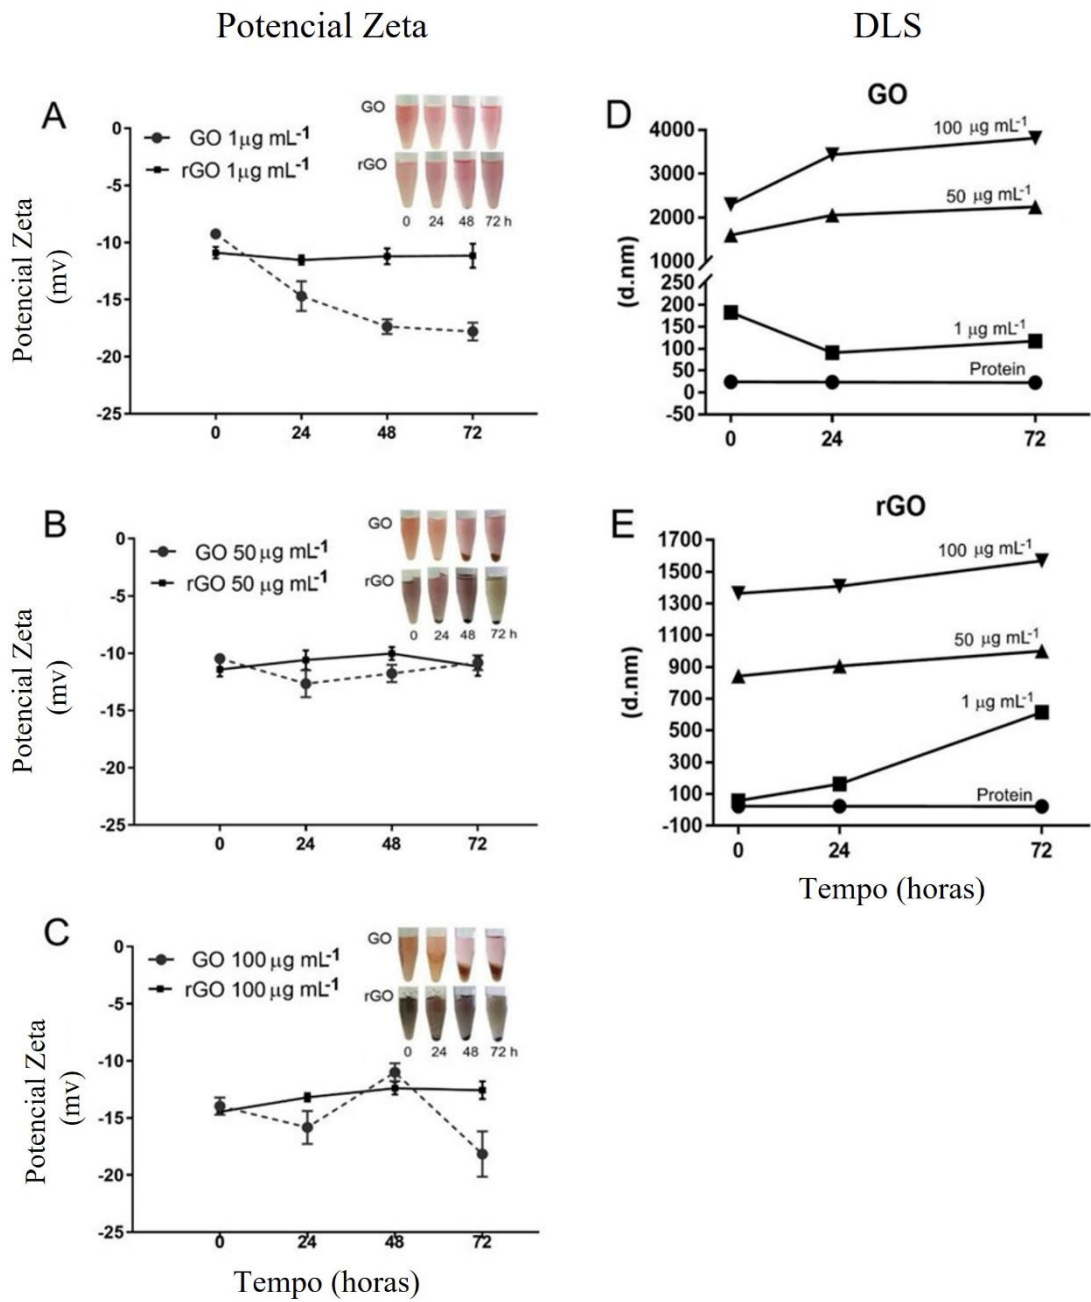 Potencial Zeta
DLS
A
Potencial Zeta
(mv)
0
-5
-10
-15
-20
-25
GO 1µg mL-1
rGO 1µg mL-1
GO
rGO
0 24 48 72 h
0 24 48 72
B
Potencial Zeta
(mv)
0
-5
-10
-15
-20
-25
GO 50 µg mL-1
rGO 50 µg mL-1
GO
rGO
0 24 48 72 h
0 24 48 72
C
Potencial Zeta
(mv)
0
-5
-10
-15
-20
-25
GO 100 µg mL-1
rGO 100 µg mL-1
GO
rGO
0 24 48 72 h
0 24 48 72
Tempo (horas)
D
GO
(d.nm)
4000
3000
2000
1000
250
200
150
100
50
0
-50
100 µg mL-1
50 µg mL-1
1 µg mL-1
Protein
0 24 72
E
rGO
(d.nm)
1700
1500
1300
1100
900
700
500
300
100
-100
100 µg mL-1
50 µg mL-1
1 µg mL-1
Protein
0 24 72
Tempo (horas)